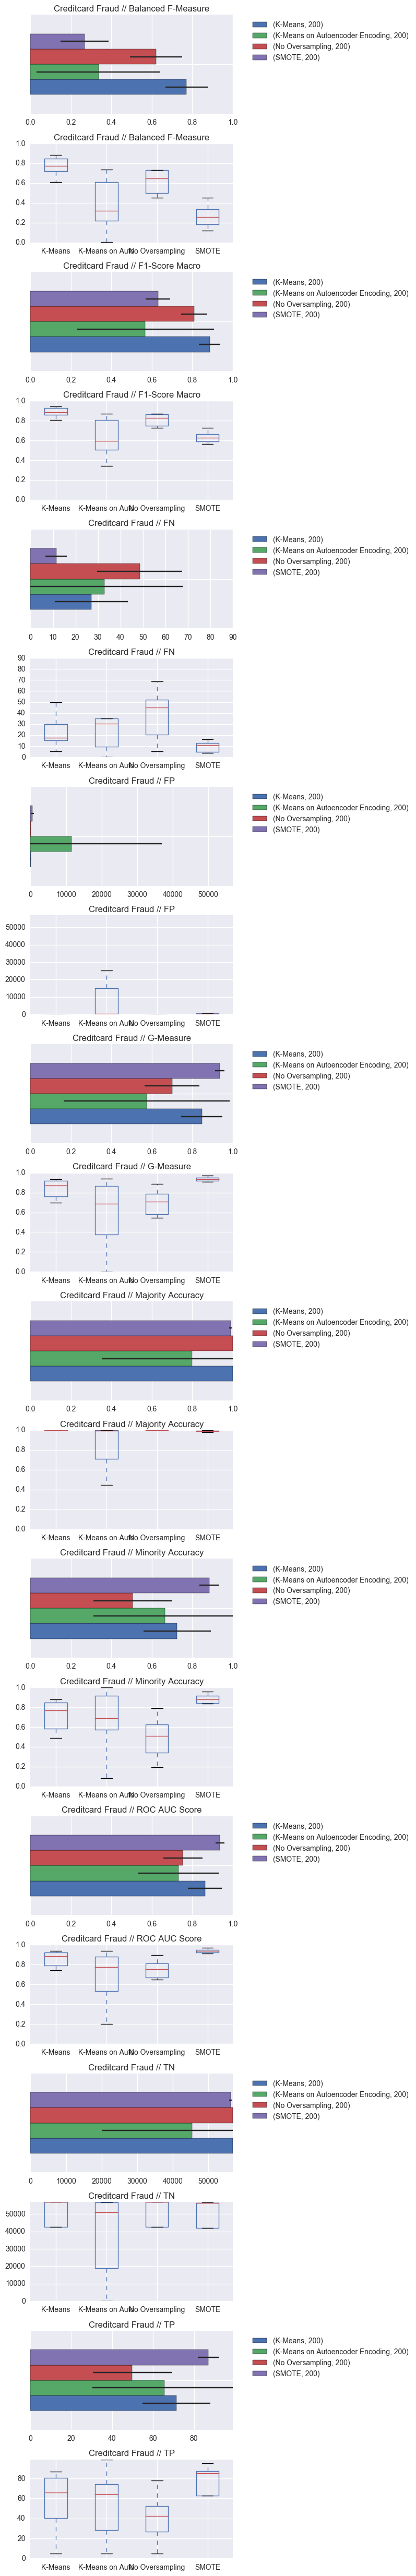 Creditcard Fraud // Balanced F-Measure
(K-Means, 200)
(K-Means on Autoencoder Encoding, 200)
(No Oversampling, 200)
(SMOTE, 200)
0.0 0.2 0.4 0.6 0.8 1.0
Creditcard Fraud // Balanced F-Measure
1.0
0.8
0.6
0.4
0.2
0.0
K-Means K-Means on Auto No Oversampling SMOTE
Creditcard Fraud // F1-Score Macro
(K-Means, 200)
(K-Means on Autoencoder Encoding, 200)
(No Oversampling, 200)
(SMOTE, 200)
0.0 0.2 0.4 0.6 0.8 1.0
Creditcard Fraud // F1-Score Macro
1.0
0.8
0.6
0.4
0.2
0.0
K-Means K-Means on Auto No Oversampling SMOTE
Creditcard Fraud // FN
(K-Means, 200)
(K-Means on Autoencoder Encoding, 200)
(No Oversampling, 200)
(SMOTE, 200)
0 10 20 30 40 50 60 70 80 90
Creditcard Fraud // FN
90
80
70
60
50
40
30
20
10
0
K-Means K-Means on Auto No Oversampling SMOTE
Creditcard Fraud // FP
(K-Means, 200)
(K-Means on Autoencoder Encoding, 200)
(No Oversampling, 200)
(SMOTE, 200)
0 10000 20000 30000 40000 50000
Creditcard Fraud // FP
50000
40000
30000
20000
10000
0
K-Means K-Means on Auto No Oversampling SMOTE
Creditcard Fraud // G-Measure
(K-Means, 200)
(K-Means on Autoencoder Encoding, 200)
(No Oversampling, 200)
(SMOTE, 200)
0.0 0.2 0.4 0.6 0.8 1.0
Creditcard Fraud // G-Measure
1.0
0.8
0.6
0.4
0.2
0.0
K-Means K-Means on Auto No Oversampling SMOTE
Creditcard Fraud // Majority Accuracy
(K-Means, 200)
(K-Means on Autoencoder Encoding, 200)
(No Oversampling, 200)
(SMOTE, 200)
0.0 0.2 0.4 0.6 0.8 1.0
Creditcard Fraud // Majority Accuracy
1.0
0.8
0.6
0.4
0.2
0.0
K-Means K-Means on Auto No Oversampling SMOTE
Creditcard Fraud // Minority Accuracy
(K-Means, 200)
(K-Means on Autoencoder Encoding, 200)
(No Oversampling, 200)
(SMOTE, 200)
0.0 0.2 0.4 0.6 0.8 1.0
Creditcard Fraud // Minority Accuracy
1.0
0.8
0.6
0.4
0.2
0.0
K-Means K-Means on Auto No Oversampling SMOTE
Creditcard Fraud // ROC AUC Score
(K-Means, 200)
(K-Means on Autoencoder Encoding, 200)
(No Oversampling, 200)
(SMOTE, 200)
0.0 0.2 0.4 0.6 0.8 1.0
Creditcard Fraud // ROC AUC Score
1.0
0.8
0.6
0.4
0.2
0.0
K-Means K-Means on Auto No Oversampling SMOTE
Creditcard Fraud // TN
(K-Means, 200)
(K-Means on Autoencoder Encoding, 200)
(No Oversampling, 200)
(SMOTE, 200)
0 10000 20000 30000 40000 50000
Creditcard Fraud // TN
50000
40000
30000
20000
10000
0
K-Means K-Means on Auto No Oversampling SMOTE
Creditcard Fraud // TP
(K-Means, 200)
(K-Means on Autoencoder Encoding, 200)
(No Oversampling, 200)
(SMOTE, 200)
0 20 40 60 80
Creditcard Fraud // TP
80
60
40
20
0
K-Means K-Means on Auto No Oversampling SMOTE